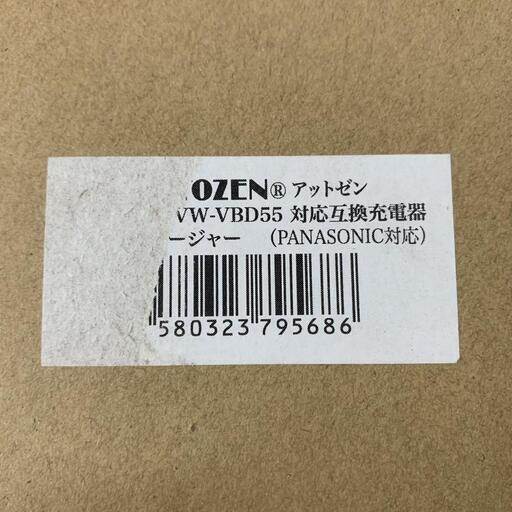 OZEN® アットゼン
VW-VBD55 対応互換充電器
ージャー (PANASONIC対応)
580323 795686